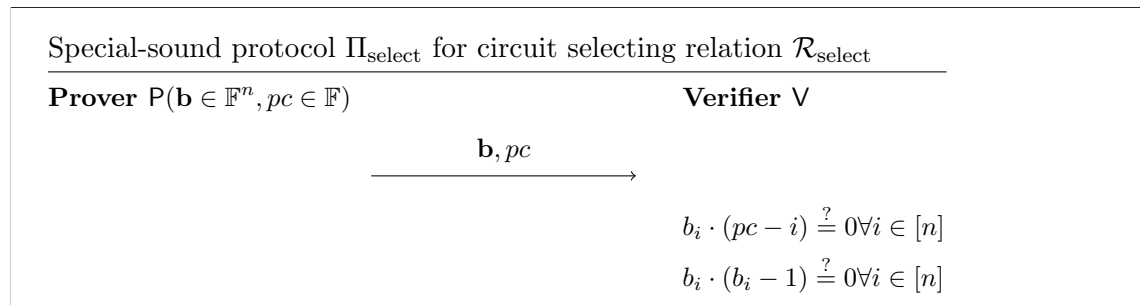 Special-sound protocol Π_select for circuit selecting relation 𝓡_select
Prover P(𝐛 ∈ 𝔽ⁿ, pc ∈ 𝔽) Verifier V
𝐛, pc
b_i · (pc − i) ≟ 0∀i ∈ [n]
b_i · (b_i − 1) ≟ 0∀i ∈ [n]